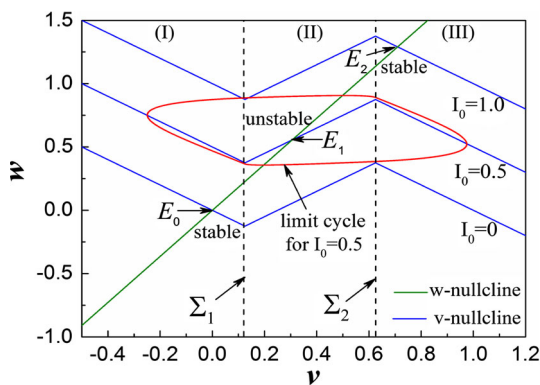 1.5
(I)
(II)
(III)
E₂
stable
1.0
I₀=1.0
unstable
w
0.5
E₁
I₀=0.5
E₀
limit cycle
for I₀=0.5
0.0
stable
I₀=0
-0.5
Σ₁
Σ₂
w-nullcline
v-nullcline
-1.0
-0.4 -0.2 0.0 0.2 0.4 0.6 0.8 1.0 1.2
v